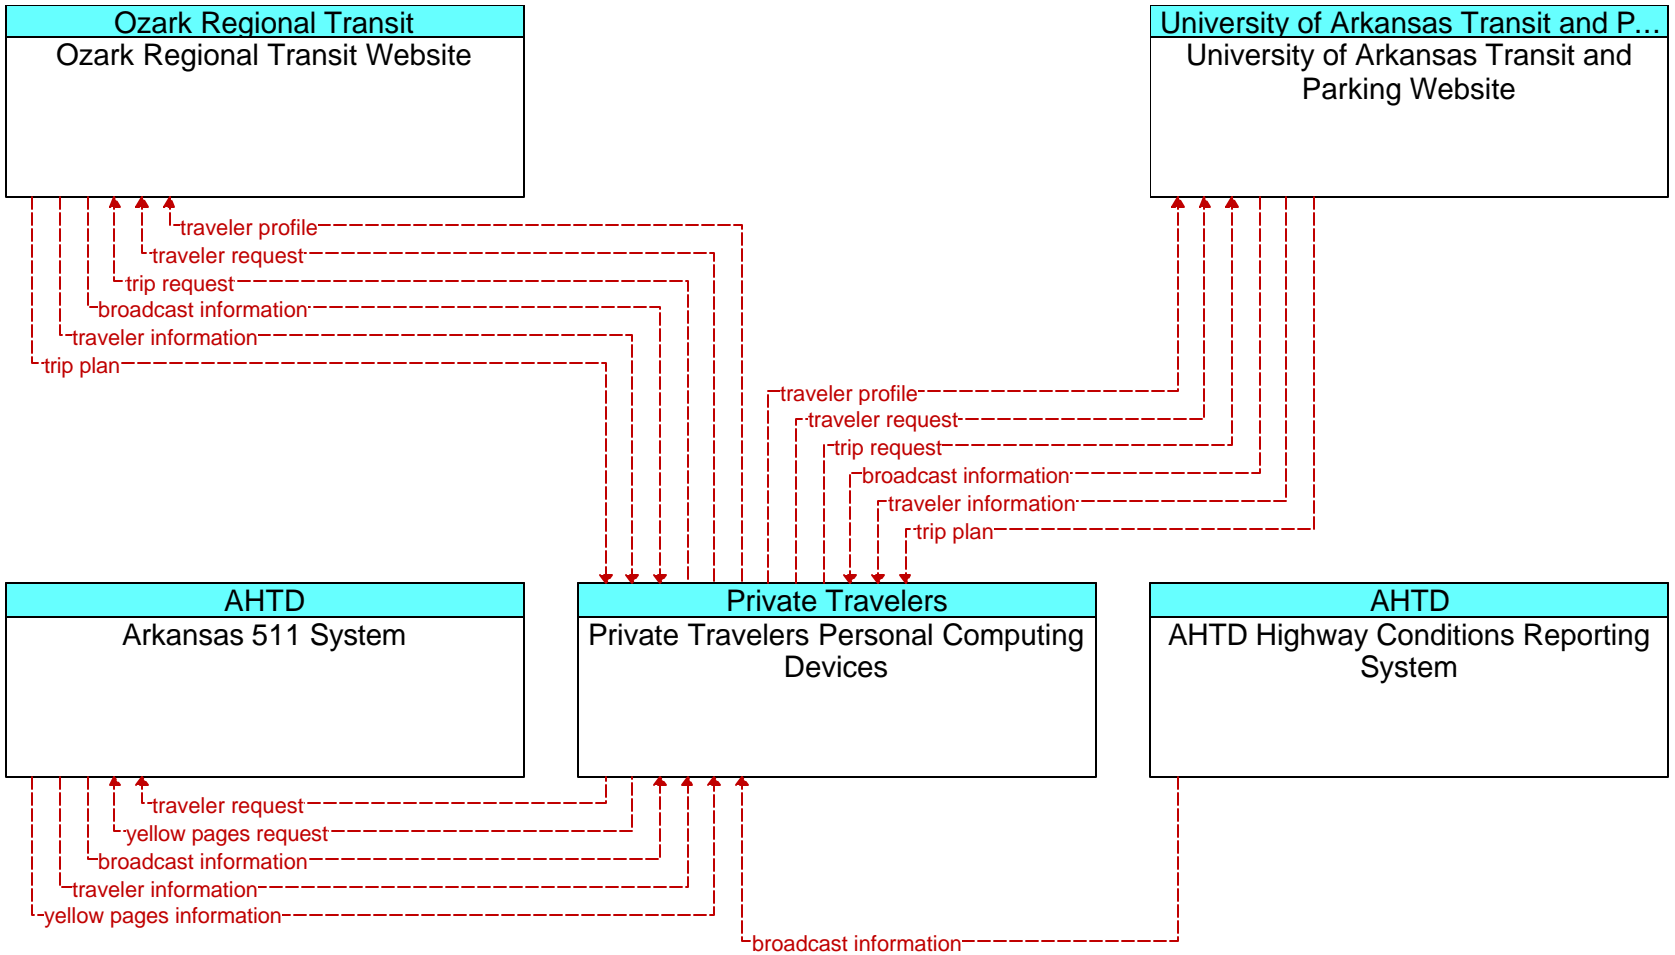 Ozark Regional Transit
Ozark Regional Transit Website
University of Arkansas Transit and P...
University of Arkansas Transit and
Parking Website
traveler profile
traveler request
trip request
broadcast information
traveler information
trip plan
traveler profile
traveler request
trip request
broadcast information
traveler information
trip plan
AHTD
Arkansas 511 System
Private Travelers
Private Travelers Personal Computing
Devices
AHTD
AHTD Highway Conditions Reporting
System
traveler request
yellow pages request
broadcast information
traveler information
yellow pages information
broadcast information